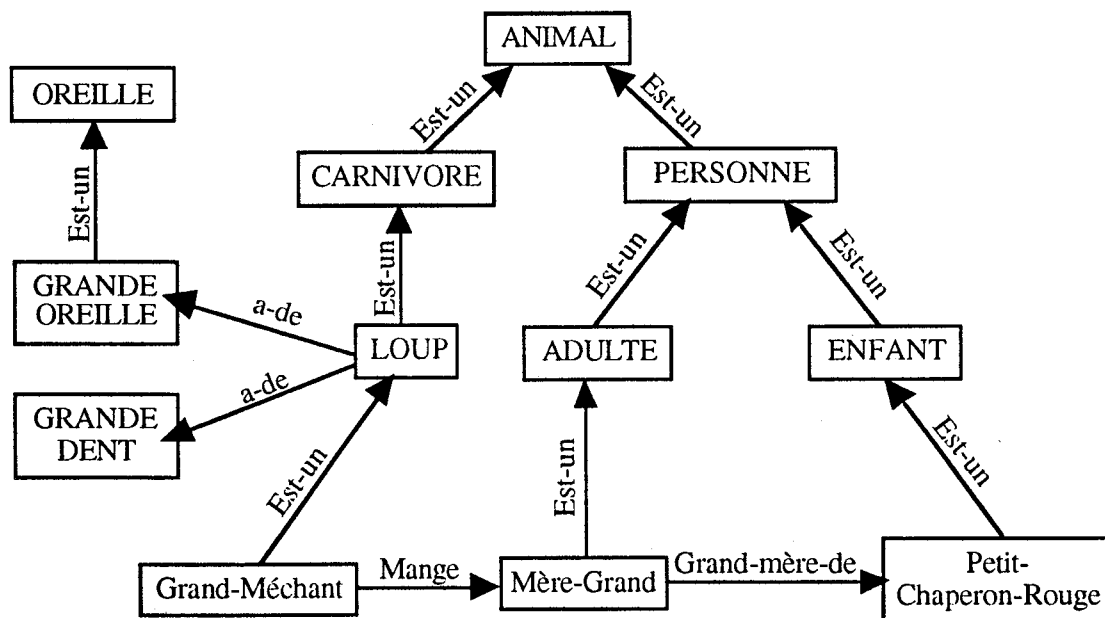 ANIMAL
OREILLE
Est-un
Est-un
CARNIVORE
PERSONNE
Est-un
Est-un
Est-un
Est-un
GRANDE
OREILLE
a-de
LOUP
ADULTE
ENFANT
a-de
GRANDE
DENT
Est-un
Est-un
Est-un
Grand-Méchant
Mange
Mère-Grand
Grand-mère-de
Petit-
Chaperon-Rouge